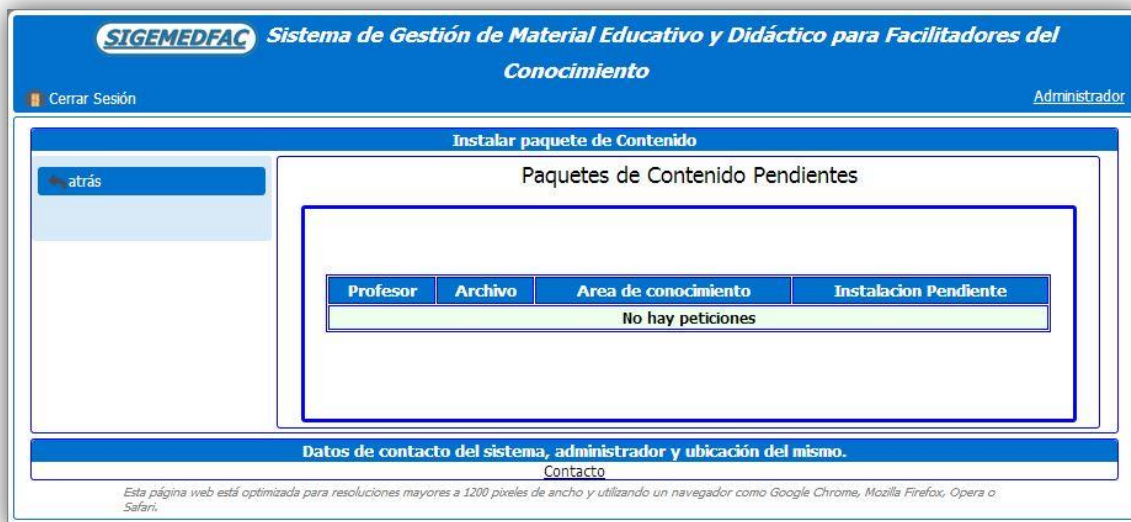 SIGEMEDFAC Sistema de Gestión de Material Educativo y Didáctico para Facilitadores del
Conocimiento
Cerrar Sesión Administrador
Instalar paquete de Contenido
atrás
Paquetes de Contenido Pendientes
Profesor Archivo Area de conocimiento Instalacion Pendiente
No hay peticiones
Datos de contacto del sistema, administrador y ubicación del mismo.
Contacto
Esta página web está optimizada para resoluciones mayores a 1200 pixeles de ancho y utilizando un navegador como Google Chrome, Mozilla Firefox, Opera o
Safari.